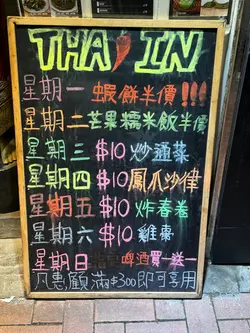 THAI IN
星期一 蝦餅半價!!!
星期二芒果糯米飯半價
星期三 $10 炒通菜
星期四 $10 鳳爪沙律
星期五 $10 炸春卷
星期六 $10 雞棗
星期日 啤酒買一送一
凡惠顧滿$300即可享用